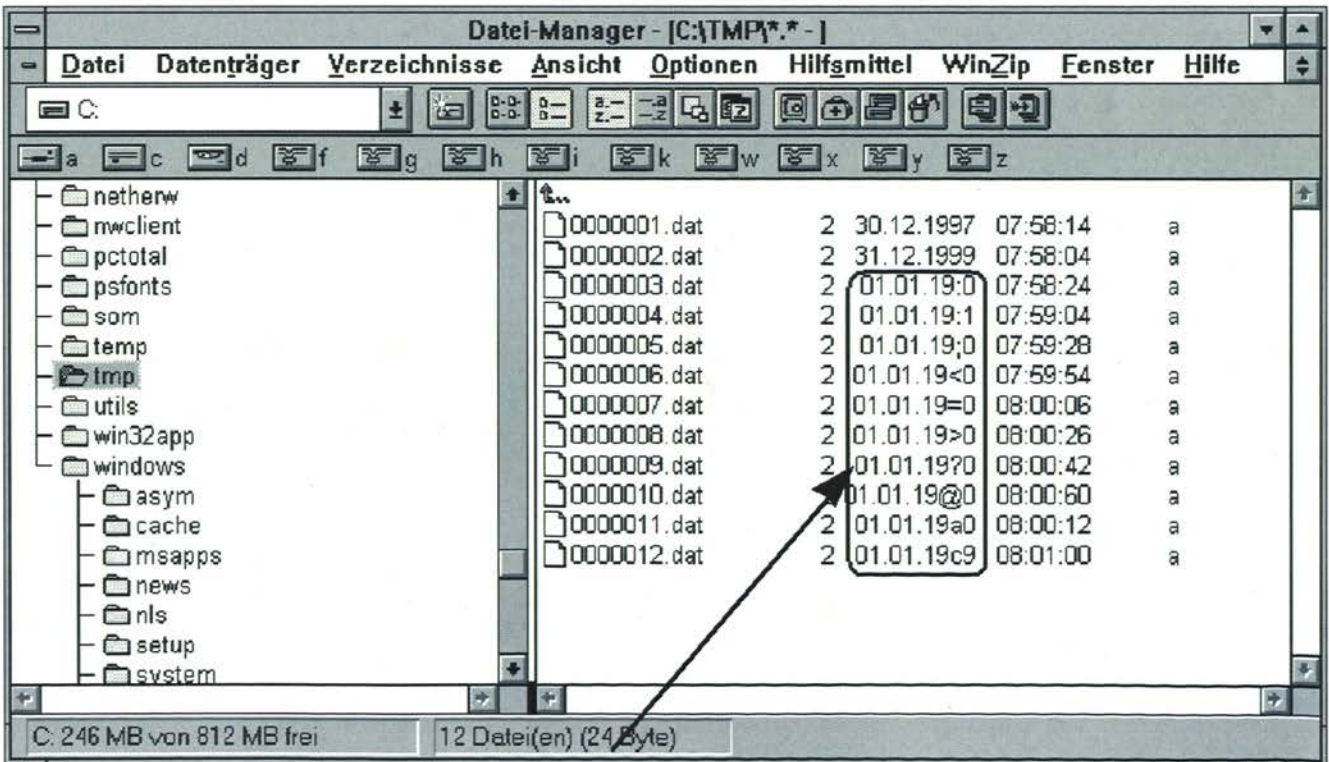 Datei-Manager - [C:\TMP\*.* - ]
Datei Datenträger Verzeichnisse Ansicht Optionen Hilfsmittel WinZip Fenster Hilfe
C:
a c d f g h i k w x y z
netherw
nwclient
pctotal
psfonts
som
temp
tmp
utils
win32app
windows
asym
cache
msapps
news
nls
setup
system
0000001.dat 2 30.12.1997 07:58:14 a
0000002.dat 2 31.12.1999 07:58:04 a
0000003.dat 2 01.01.19:0 07:58:24 a
0000004.dat 2 01.01.19:1 07:59:04 a
0000005.dat 2 01.01.19;0 07:59:28 a
0000006.dat 2 01.01.19<0 07:59:54 a
0000007.dat 2 01.01.19=0 08:00:06 a
0000008.dat 2 01.01.19>0 08:00:26 a
0000009.dat 2 01.01.19?0 08:00:42 a
0000010.dat 2 01.01.19@0 08:00:60 a
0000011.dat 2 01.01.19a0 08:00:12 a
0000012.dat 2 01.01.19c9 08:01:00 a
C: 246 MB von 812 MB frei
12 Datei(en) (24 Byte)